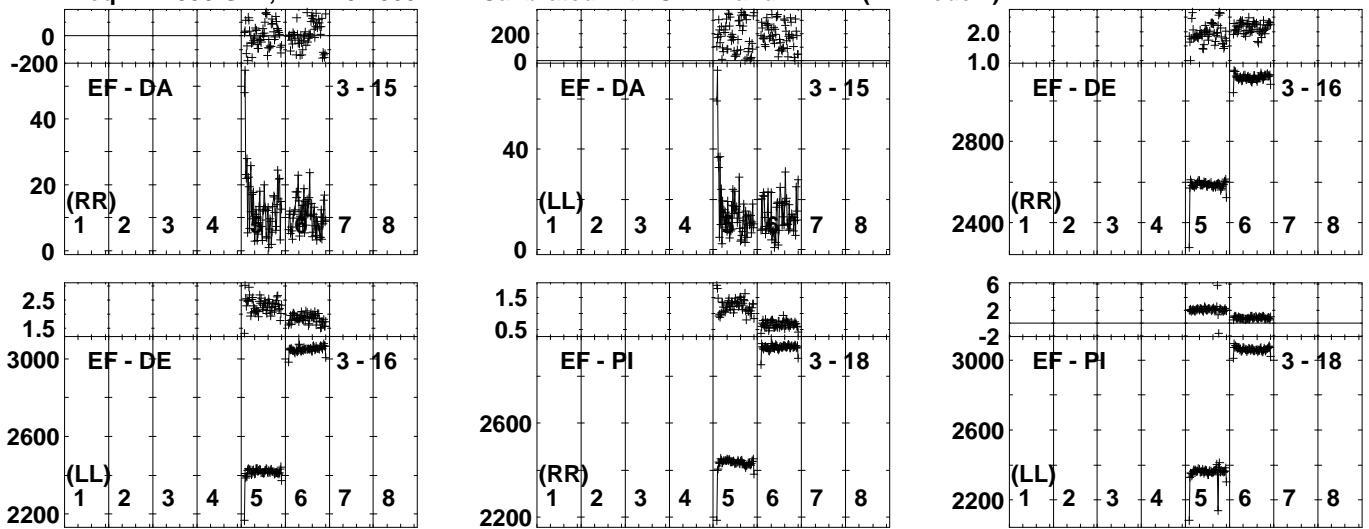 0
-200
EF - DA 3 - 15
40
20
0
(RR)
1 2 3 4 5 6 7 8
200
0
EF - DA 3 - 15
40
0
(LL)
1 2 3 4 5 6 7 8
2.0
1.0
EF - DE 3 - 16
2800
2400
(RR)
1 2 3 4 5 6 7 8
2.5
1.5
3000
EF - DE 3 - 16
2600
2200
(LL)
1 2 3 4 5 6 7 8
1.5
0.5
EF - PI 3 - 18
2600
2200
(RR)
1 2 3 4 5 6 7 8
6
2
-2
3000
EF - PI 3 - 18
2600
2200
(LL)
1 2 3 4 5 6 7 8